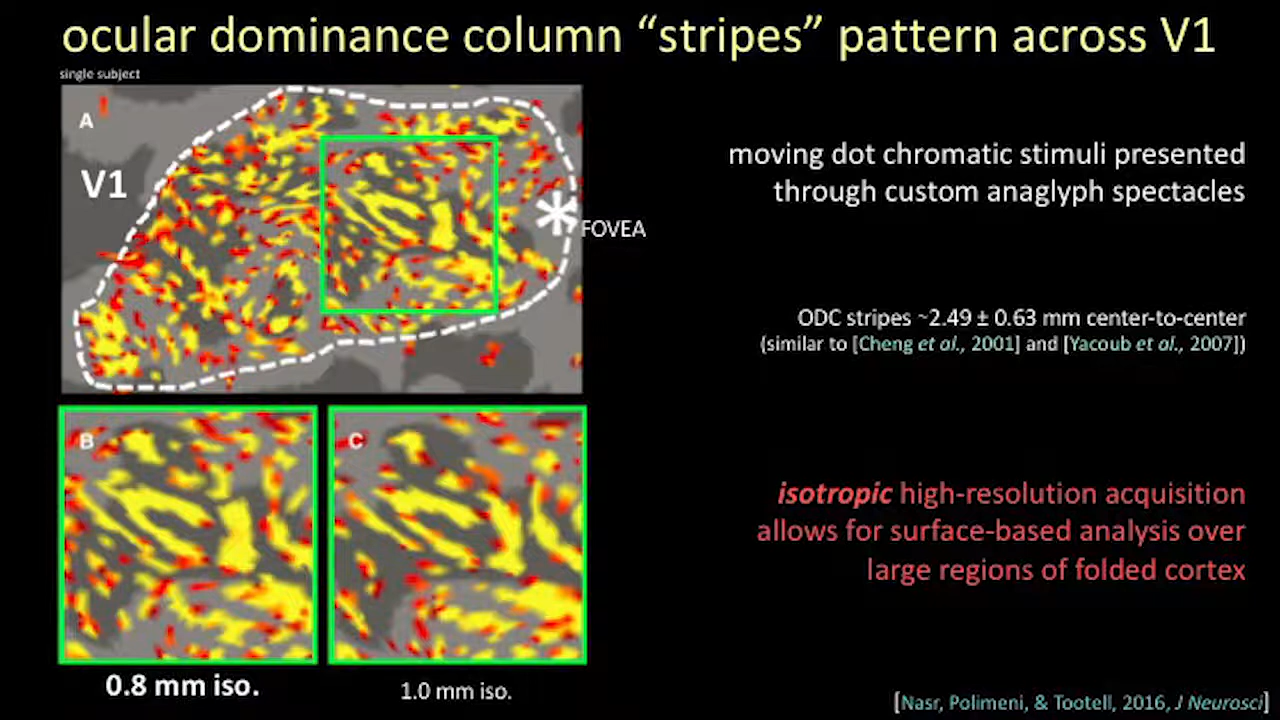 ocular dominance column “stripes” pattern across V1
single subject
A
V1
*
FOVEA
moving dot chromatic stimuli presented
through custom anaglyph spectacles
ODC stripes ~2.49 ± 0.63 mm center-to-center
(similar to [Cheng et al., 2001] and [Yacoub et al., 2007])
B
C
isotropic high-resolution acquisition
allows for surface-based analysis over
large regions of folded cortex
0.8 mm iso.
1.0 mm iso.
[Nasr, Polimeni, & Tootell, 2016, J Neurosci]